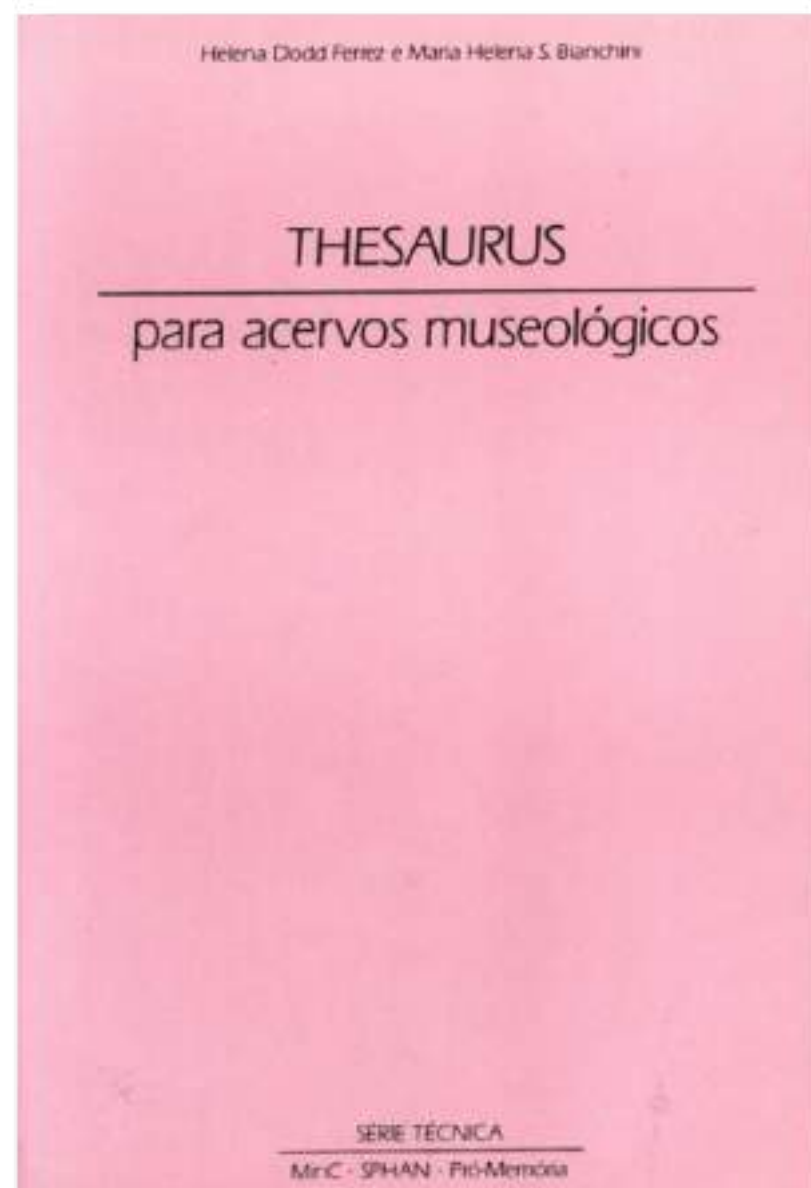 Helena Dodd Ferrez e Maria Helena S. Bianchini
THESAURUS
para acervos museológicos
SÉRIE TÉCNICA
MinC - SPHAN - Pró-Memória